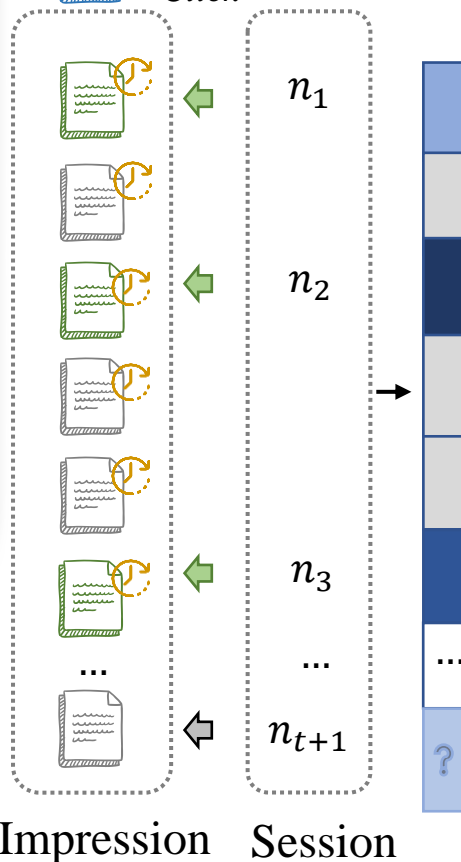 n₁
n₂
n₃
...
...
...
nₜ₊₁
?
Impression
Session